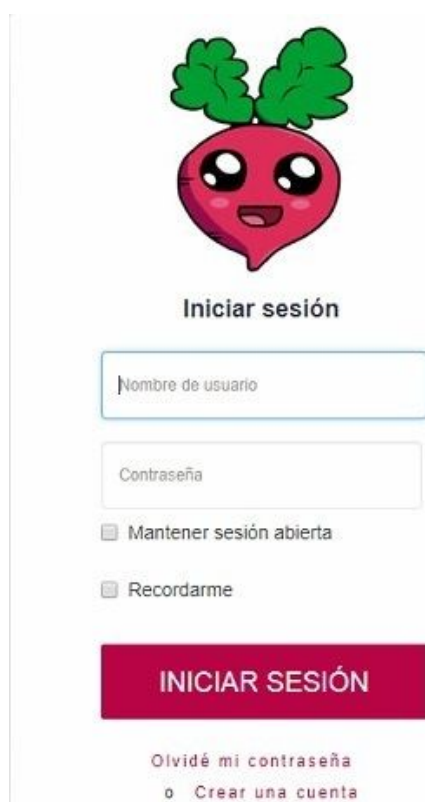 Iniciar sesión
Nombre de usuario
Contraseña
Mantener sesión abierta
Recordarme
INICIAR SESIÓN
Olvidé mi contraseña
o Crear una cuenta